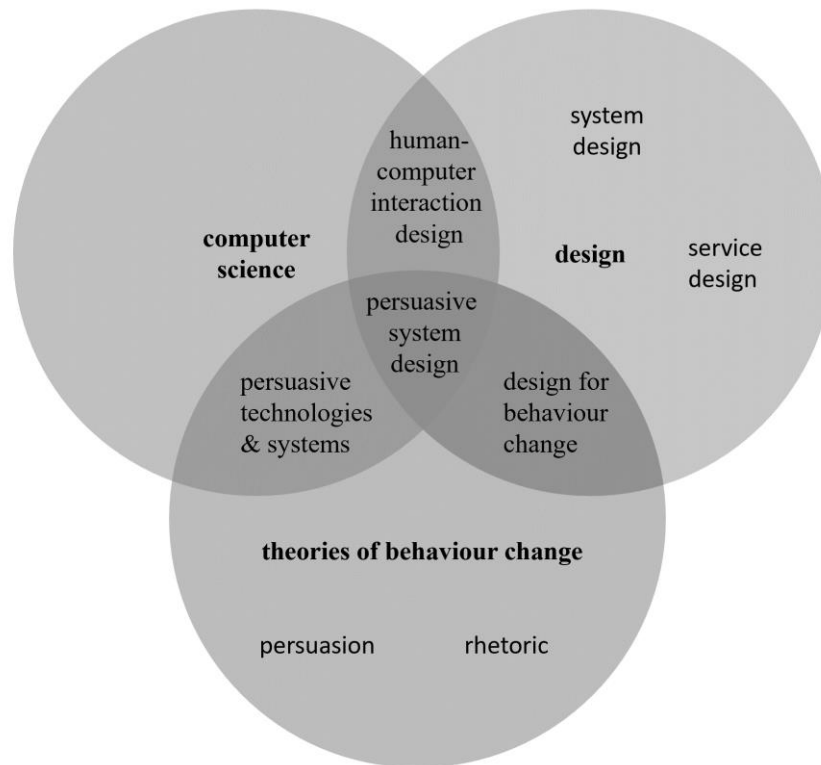 system
design
human-
computer
interaction
design
computer
science
design
service
design
persuasive
system
design
persuasive
technologies
& systems
design for
behaviour
change
theories of behaviour change
persuasion
rhetoric